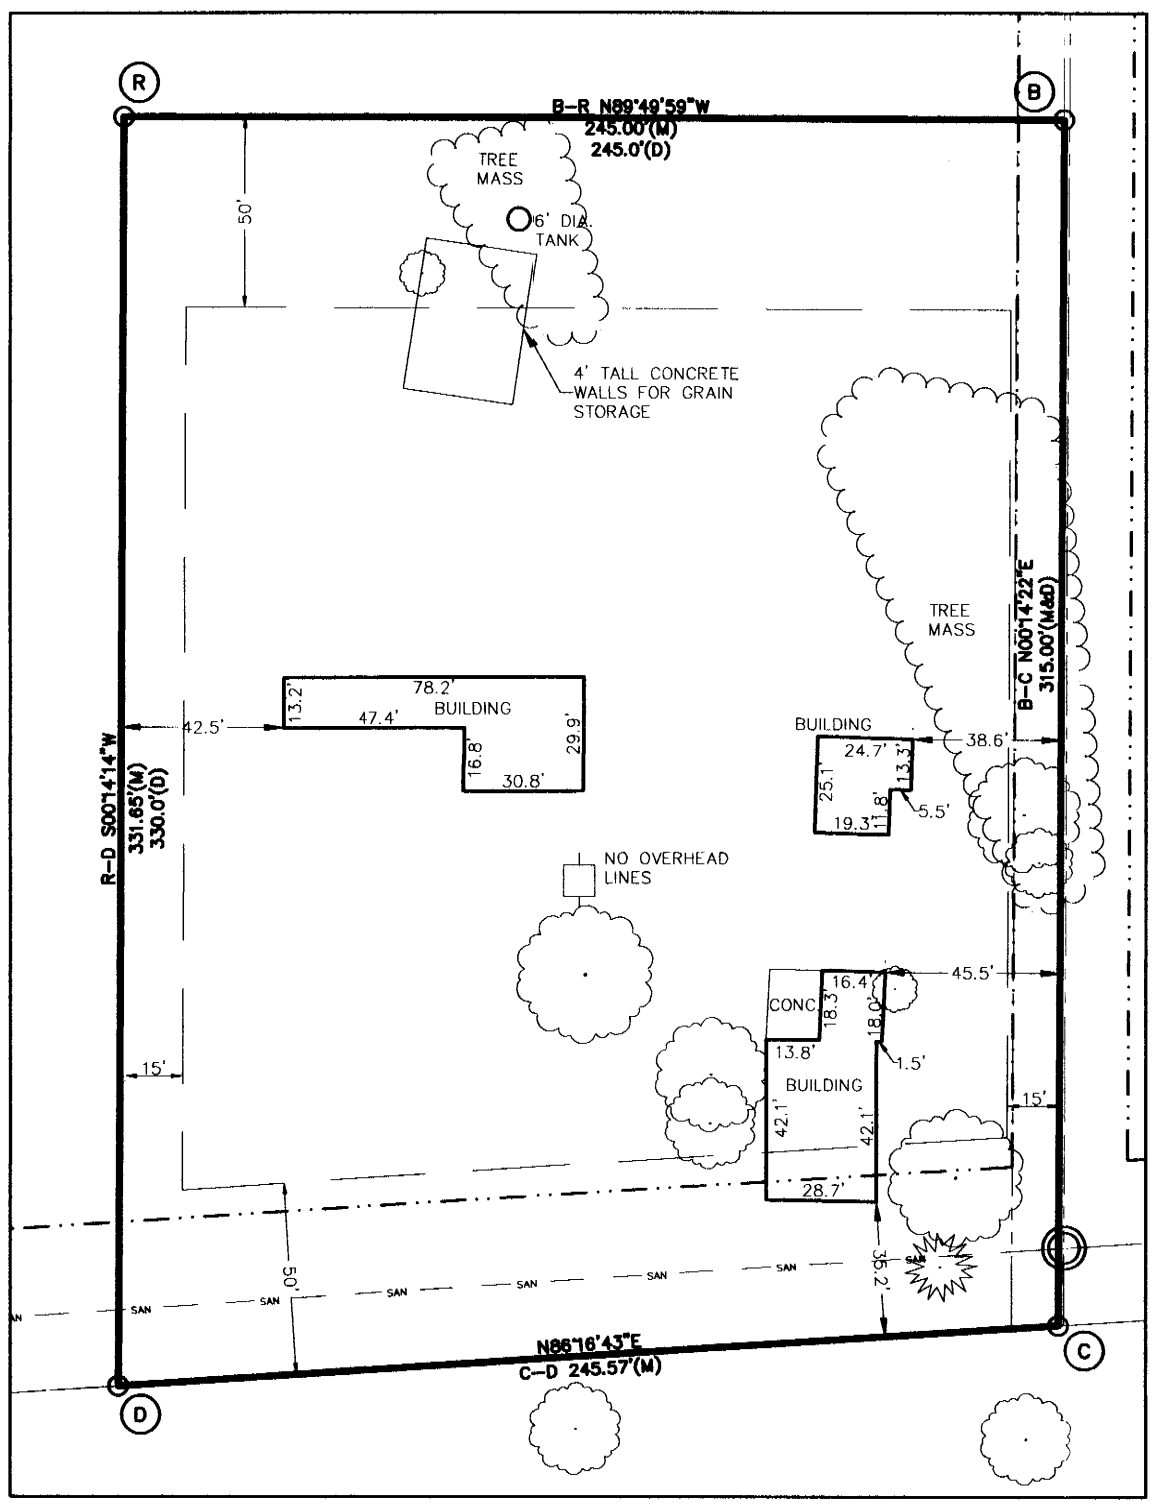 R
B
B-R N89°49'59"W
245.00'(M)
245.0'(D)
TREE
MASS
6' DIA.
TANK
50'
4' TALL CONCRETE
WALLS FOR GRAIN
STORAGE
TREE
MASS
B-C N00°14'22"E
315.00'(M&D)
78.2'
13.2'
BUILDING
47.4'
42.5'
16.8'
29.9'
30.8'
BUILDING
24.7'
38.6'
25.1'
13.3'
11.8'
5.5'
19.3'
R-D S00°14'14"W
331.65'(M)
330.0'(D)
NO OVERHEAD
LINES
16.4'
45.5'
CONC.
18.3'
18.0'
13.8'
1.5'
15'
BUILDING
15'
42.1'
42.1'
28.7'
50'
35.2'
SAN
SAN
SAN
SAN
SAN
SAN
SAN
AN
N86°16'43"E
C-D 245.57'(M)
C
D